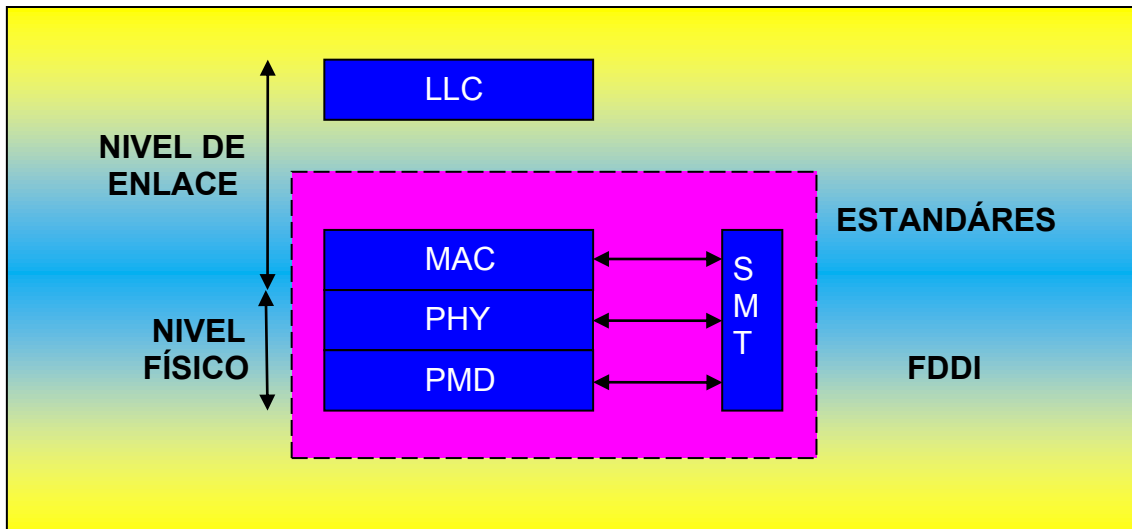 LLC
NIVEL DE
ENLACE
ESTANDÁRES
MAC
S
M
T
PHY
NIVEL
FÍSICO
PMD
FDDI